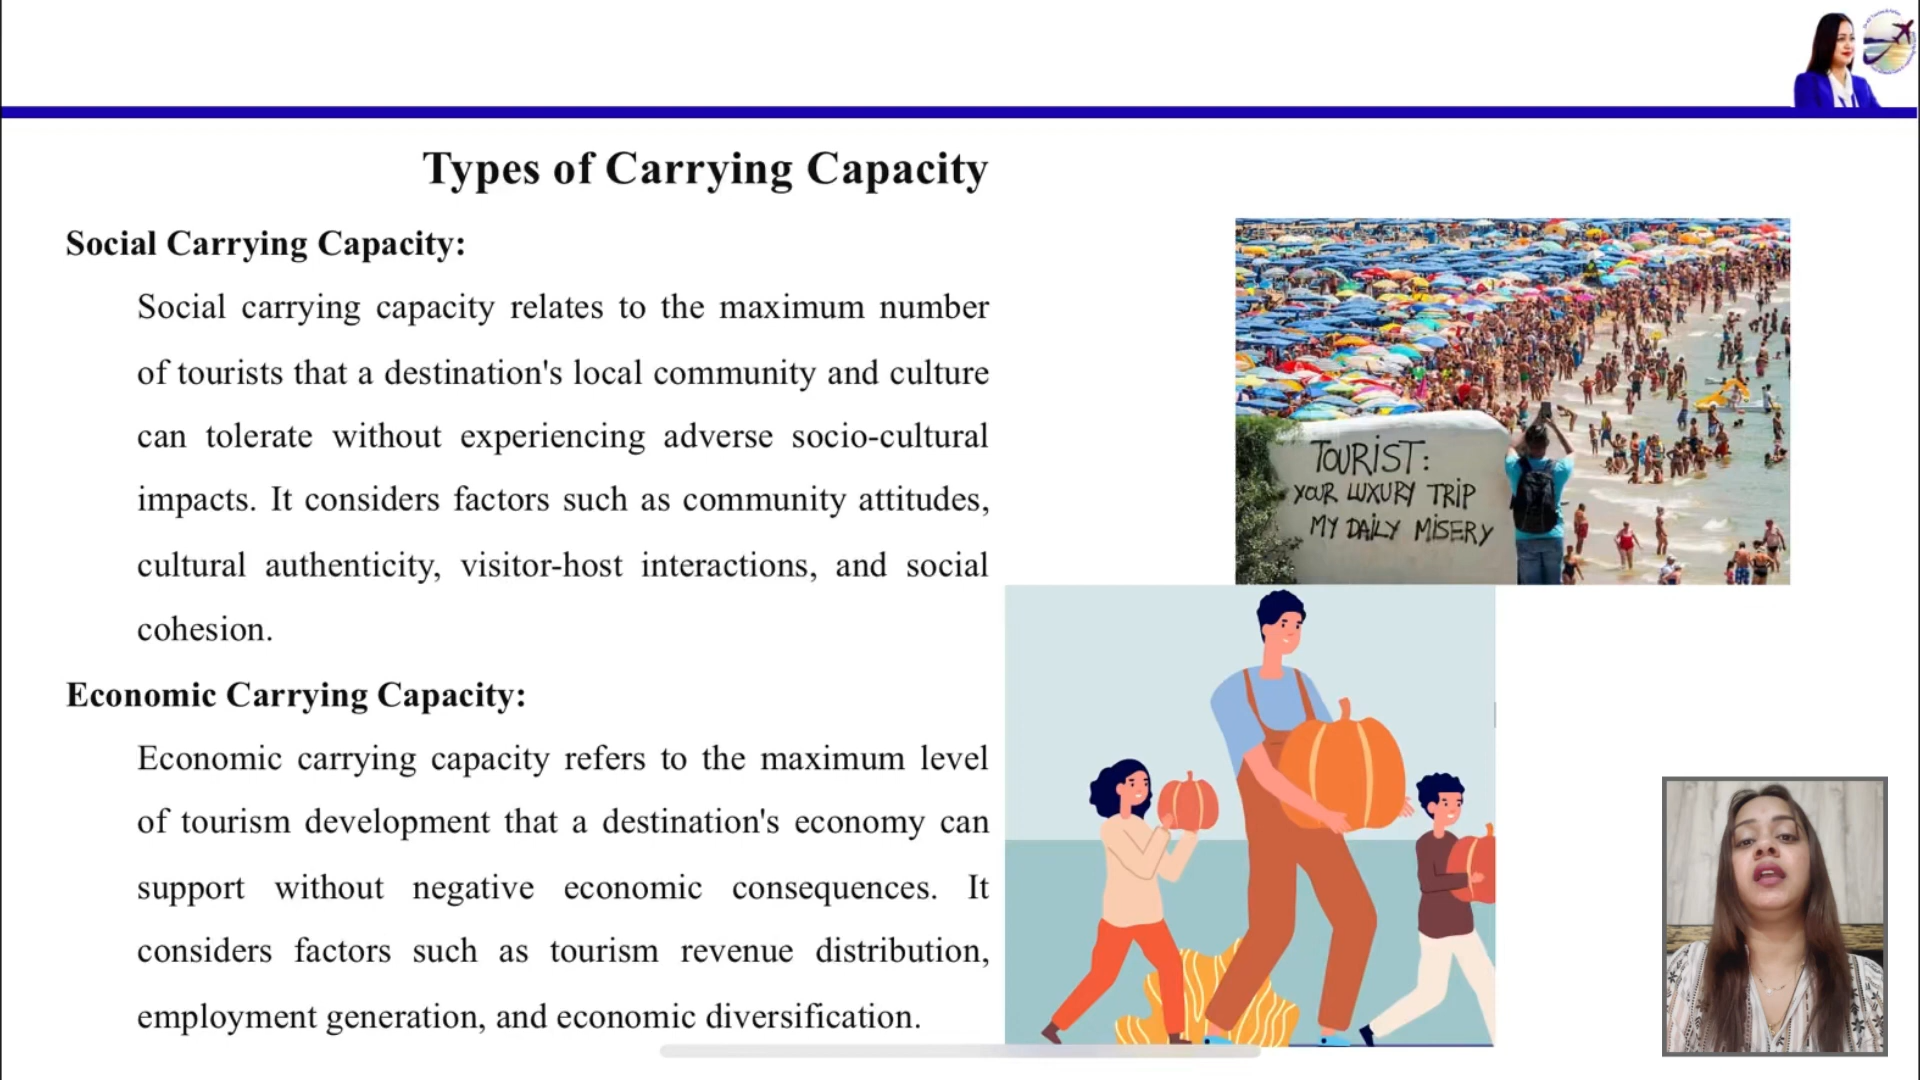 Types of Carrying Capacity
Social Carrying Capacity:
Social carrying capacity relates to the maximum number
of tourists that a destination's local community and culture
can tolerate without experiencing adverse socio-cultural
impacts. It considers factors such as community attitudes,
cultural authenticity, visitor-host interactions, and social
cohesion.
Economic Carrying Capacity:
Economic carrying capacity refers to the maximum level
of tourism development that a destination's economy can
support without negative economic consequences. It
considers factors such as tourism revenue distribution,
employment generation, and economic diversification.
TOURIST:
YOUR LUXURY TRIP
MY DAILY MISERY